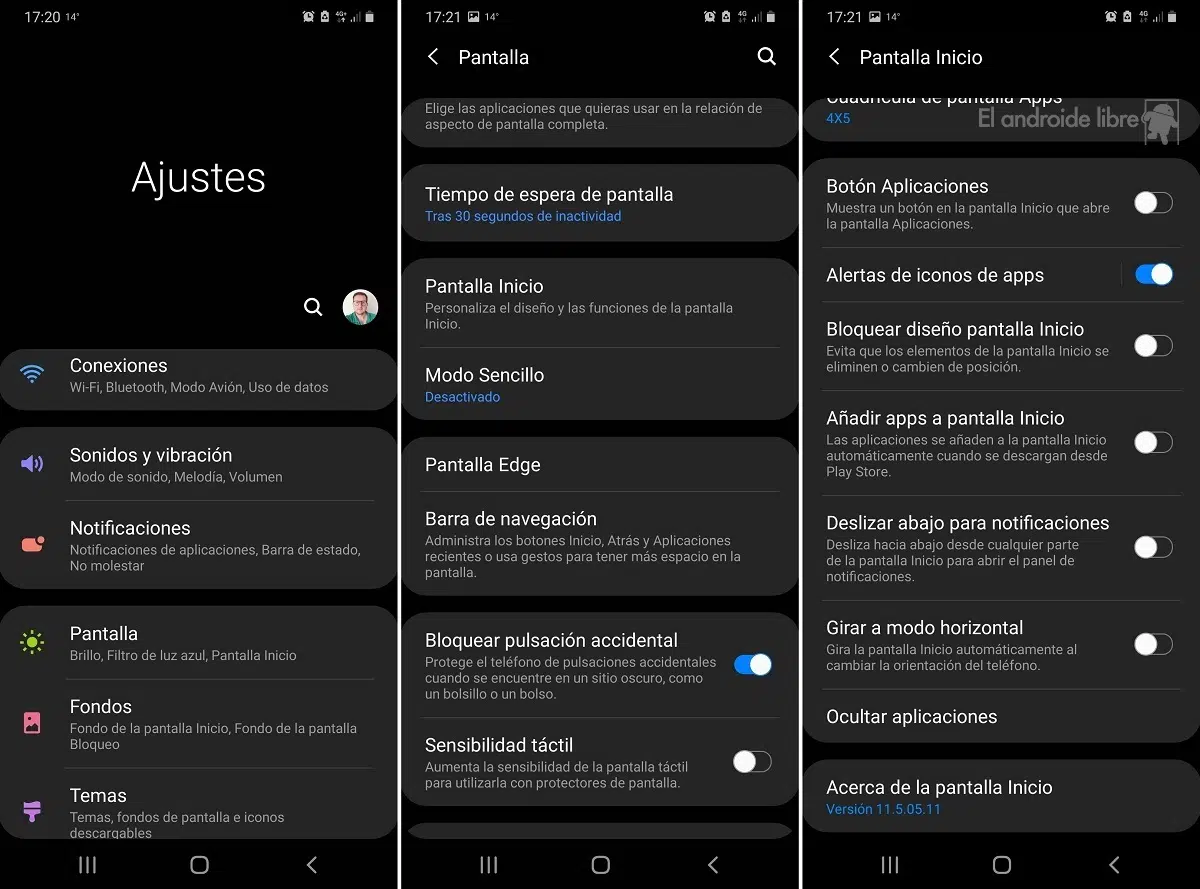 17:20 14°
4G+
Ajustes
Conexiones
Wi-Fi, Bluetooth, Modo Avión, Uso de datos
Sonidos y vibración
Modo de sonido, Melodía, Volumen
Notificaciones
Notificaciones de aplicaciones, Barra de estado,
No molestar
Pantalla
Brillo, Filtro de luz azul, Pantalla Inicio
Fondos
Fondo de la pantalla Inicio, Fondo de la pantalla
Bloqueo
Temas
Temas, fondos de pantalla e iconos
descargables
17:21 14°
4G
Pantalla
Elige las aplicaciones que quieras usar en la relación de
aspecto de pantalla completa.
Tiempo de espera de pantalla
Tras 30 segundos de inactividad
Pantalla Inicio
Personaliza el diseño y las funciones de la pantalla
Inicio.
Modo Sencillo
Desactivado
Pantalla Edge
Barra de navegación
Administra los botones Inicio, Atrás y Aplicaciones
recientes o usa gestos para tener más espacio en la
pantalla.
Bloquear pulsación accidental
Protege el teléfono de pulsaciones accidentales
cuando se encuentre en un sitio oscuro, como
un bolsillo o un bolso.
Sensibilidad táctil
Aumenta la sensibilidad de la pantalla táctil
para utilizarla con protectores de pantalla.
17:21 14°
4G
Pantalla Inicio
Cuadrícula de pantalla Apps
4X5
El androide libre
Botón Aplicaciones
Muestra un botón en la pantalla Inicio que abre
la pantalla Aplicaciones.
Alertas de iconos de apps
Bloquear diseño pantalla Inicio
Evita que los elementos de la pantalla Inicio se
eliminen o cambien de posición.
Añadir apps a pantalla Inicio
Las aplicaciones se añaden a la pantalla Inicio
automáticamente cuando se descargan desde
Play Store.
Deslizar abajo para notificaciones
Desliza hacia abajo desde cualquier parte
de la pantalla Inicio para abrir el panel de
notificaciones.
Girar a modo horizontal
Gira la pantalla Inicio automáticamente al
cambiar la orientación del teléfono.
Ocultar aplicaciones
Acerca de la pantalla Inicio
Versión 11.5.05.11